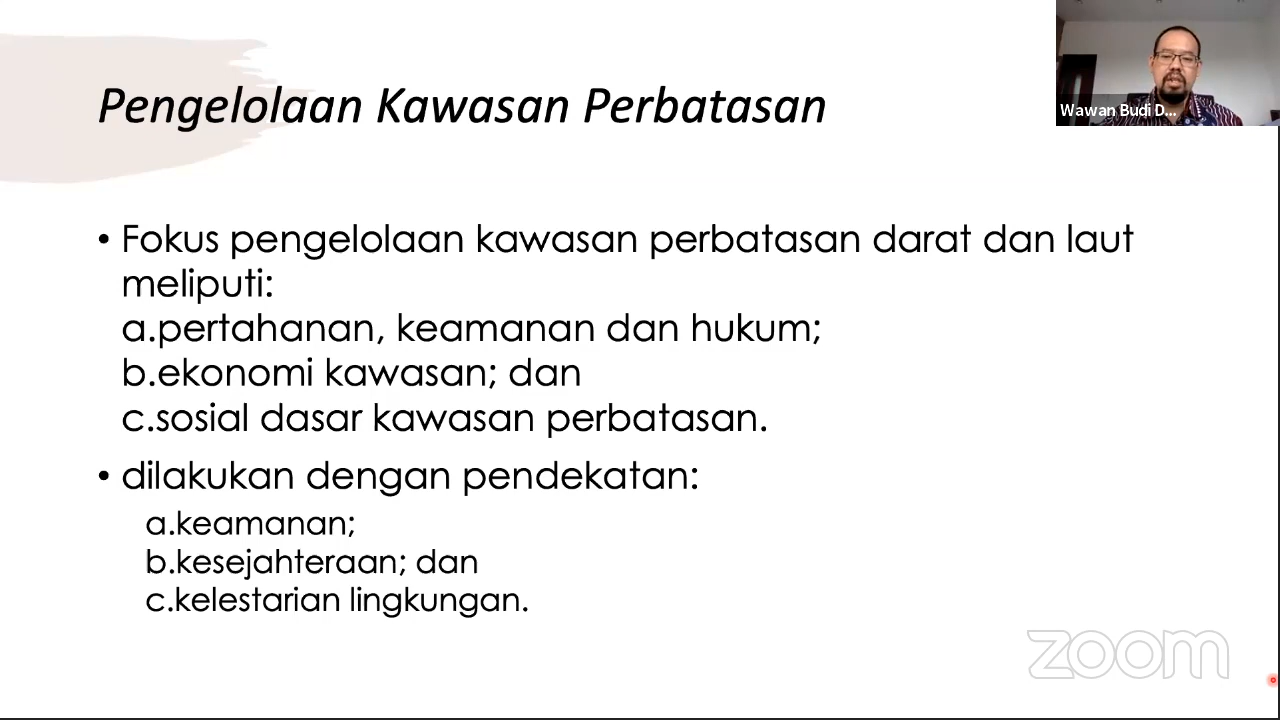 Pengelolaan Kawasan Perbatasan
Wawan Budi D...
• Fokus pengelolaan kawasan perbatasan darat dan laut
meliputi:
a.pertahanan, keamanan dan hukum;
b.ekonomi kawasan; dan
c.sosial dasar kawasan perbatasan.
• dilakukan dengan pendekatan:
a.keamanan;
b.kesejahteraan; dan
c.kelestarian lingkungan.
zoom